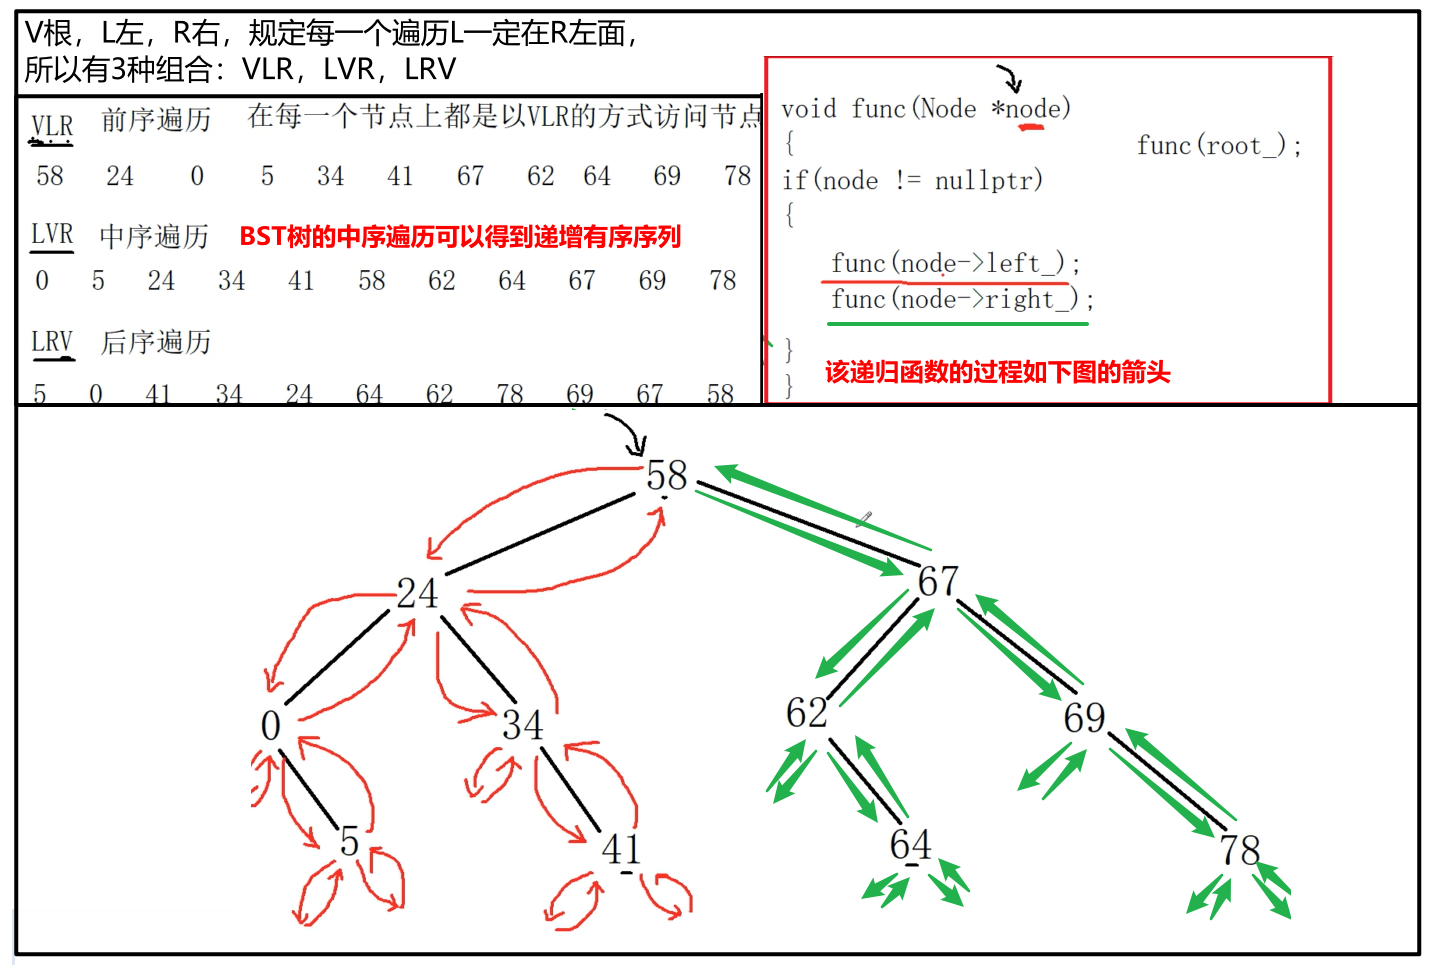 V根，L左，R右，规定每一个遍历L一定在R左面，
所以有3种组合：VLR，LVR，LRV
VLR 前序遍历 在每一个节点上都是以VLR的方式访问节点
58 24 0 5 34 41 67 62 64 69 78
LVR 中序遍历 BST树的中序遍历可以得到递增有序序列
0 5 24 34 41 58 62 64 67 69 78
LRV 后序遍历
5 0 41 34 24 64 62 78 69 67 58
void func(Node *node)
{ func(root_);
if(node != nullptr)
{
func(node->left_);
func(node->right_);
}
该递归函数的过程如下图的箭头
}
58
24 67
0 34 62 69
5 41 64 78